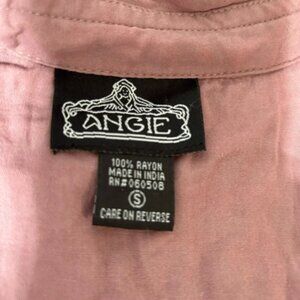 ANGIE
100% RAYON
MADE IN INDIA
RN# 060508
S
CARE ON REVERSE